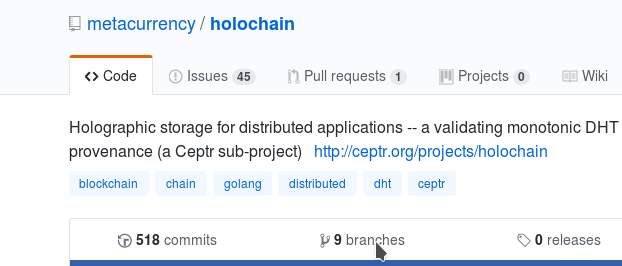 metacurrency / holochain
Code Issues 45 Pull requests 1 Projects 0 Wiki
Holographic storage for distributed applications -- a validating monotonic DHT
provenance (a Ceptr sub-project) http://ceptr.org/projects/holochain
blockchain chain golang distributed dht ceptr
518 commits 9 branches 0 releases